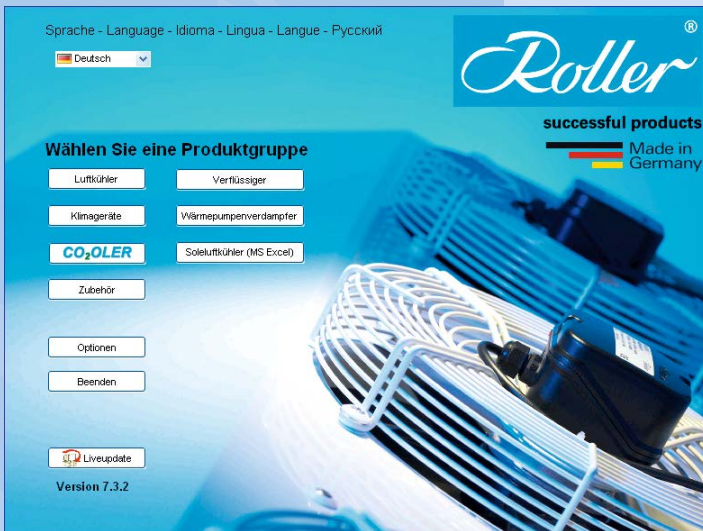 Sprache - Language - Idioma - Lingua - Langue - Русский
Deutsch
Roller®
successful products
Made in
Germany
Wählen Sie eine Produktgruppe
Luftkühler
Verflüssiger
Klimageräte
Wärmepumpenverdampfer
CO₂OLER
Soleluftkühler (MS Excel)
Zubehör
Optionen
Beenden
Liveupdate
Version 7.3.2